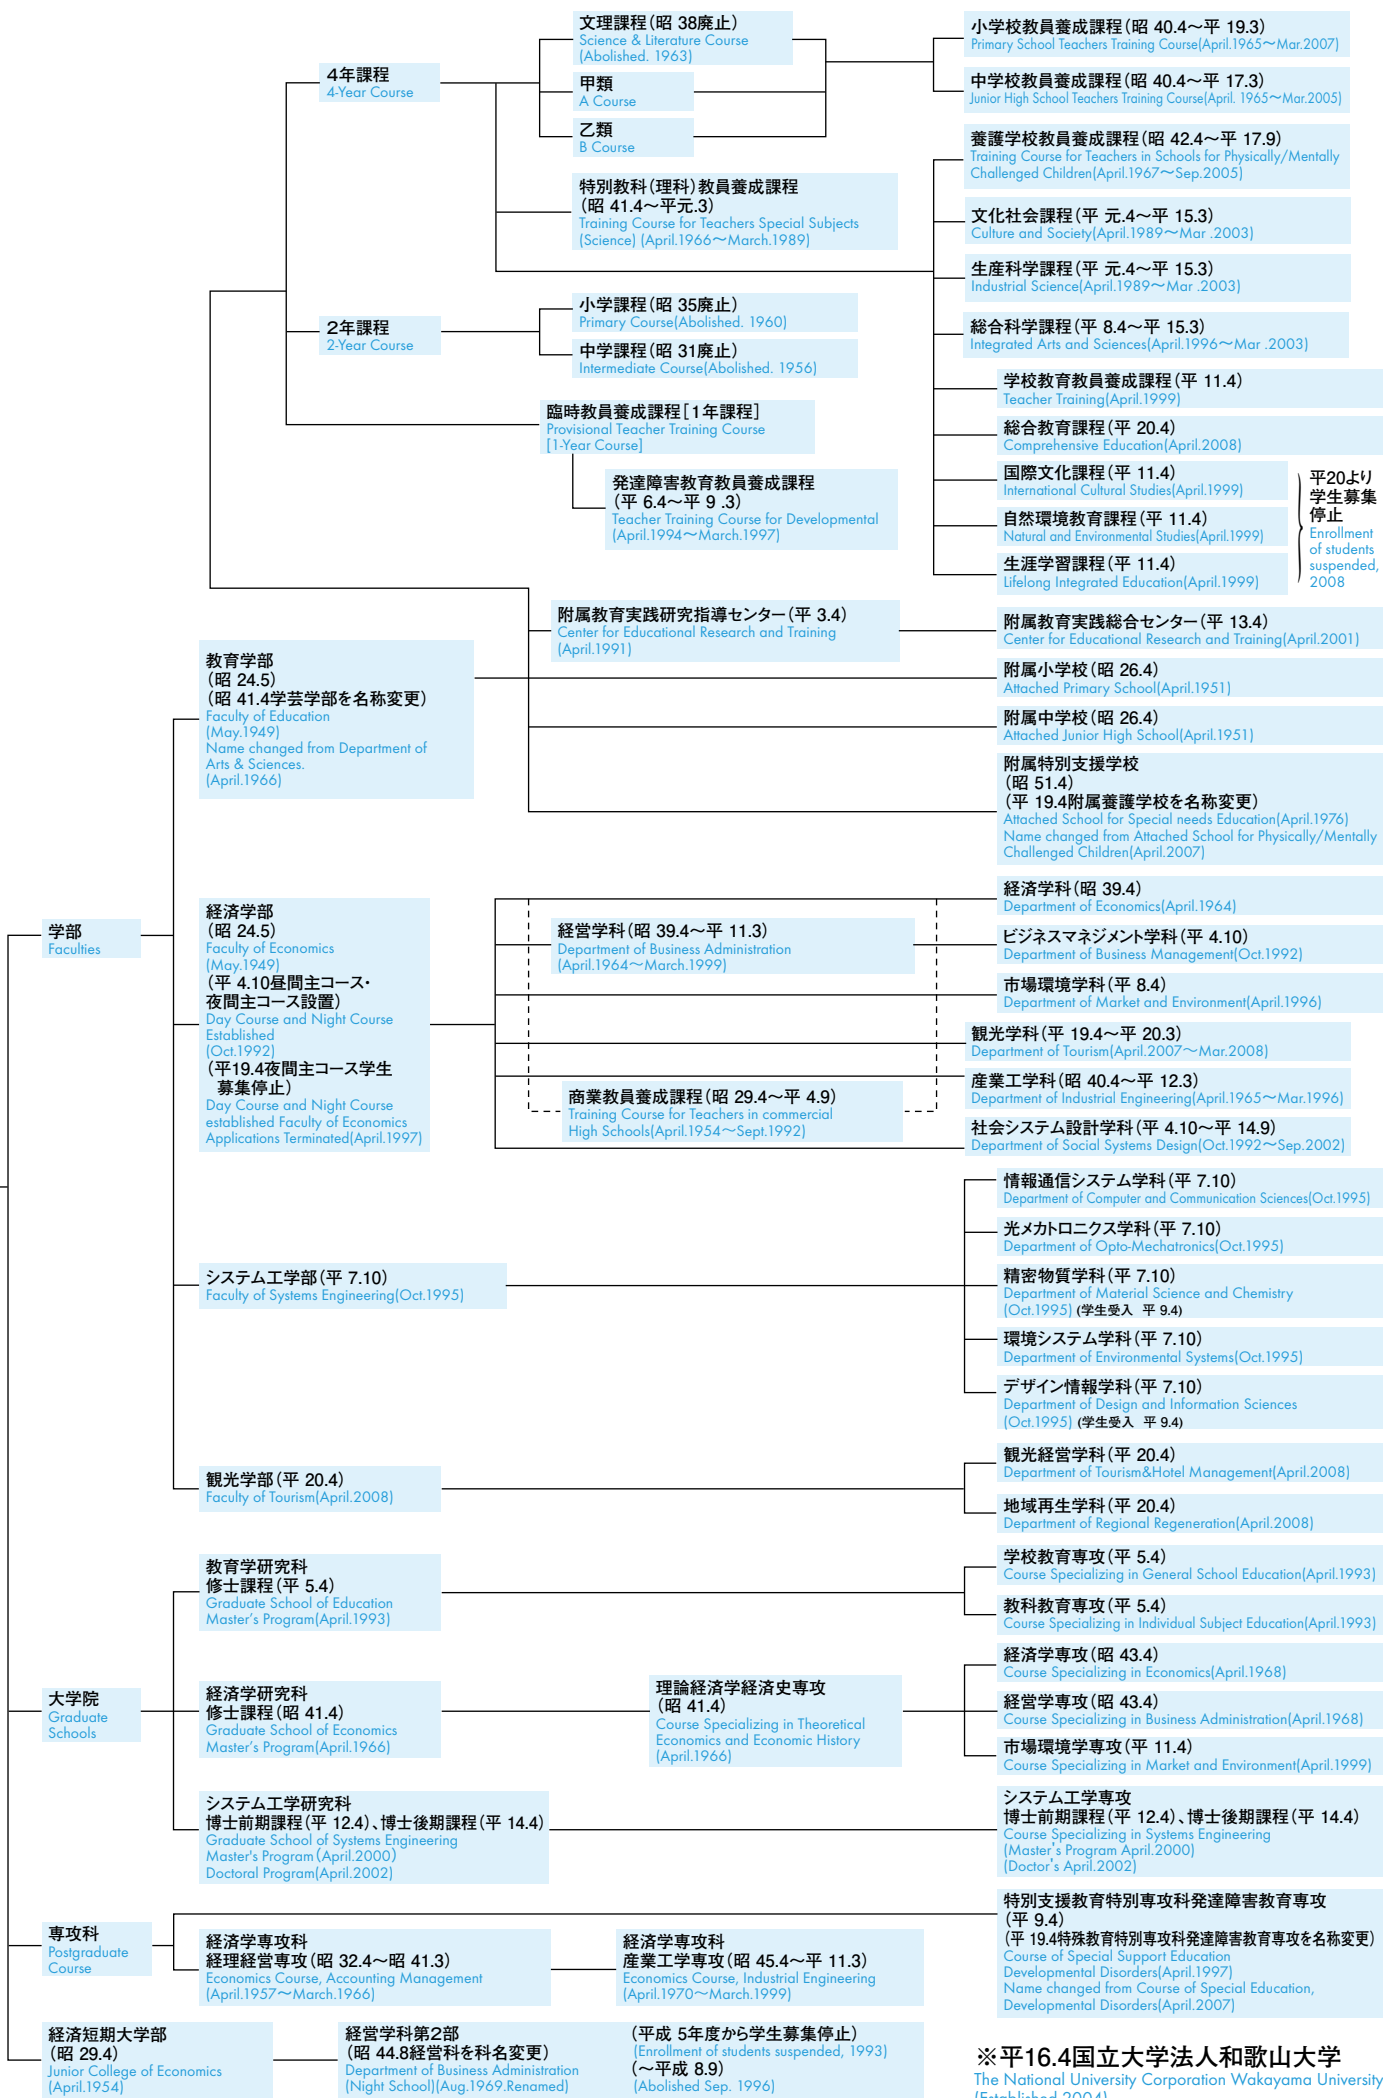 文理課程(昭 38廃止)
Science & Literature Course
(Abolished. 1963)
4年課程
4-Year Course
甲類
A Course
乙類
B Course
特別教科(理科)教員養成課程
(昭 41.4〜平元.3)
Training Course for Teachers Special Subjects
(Science) (April.1966〜March.1989)
小学校教員養成課程(昭 40.4〜平 19.3)
Primary School Teachers Training Course(April.1965〜Mar.2007)
中学校教員養成課程(昭 40.4〜平 17.3)
Junior High School Teachers Training Course(April. 1965〜Mar.2005)
養護学校教員養成課程(昭 42.4〜平 17.9)
Training Course for Teachers in Schools for Physically/Mentally
Challenged Children(April.1967〜Sep.2005)
文化社会課程(平 元.4〜平 15.3)
Culture and Society(April.1989〜Mar .2003)
生産科学課程(平 元.4〜平 15.3)
Industrial Science(April.1989〜Mar .2003)
総合科学課程(平 8.4〜平 15.3)
Integrated Arts and Sciences(April.1996〜Mar .2003)
学校教育教員養成課程(平 11.4)
Teacher Training(April.1999)
総合教育課程(平 20.4)
Comprehensive Education(April.2008)
国際文化課程(平 11.4)
International Cultural Studies(April.1999)
自然環境教育課程(平 11.4)
Natural and Environmental Studies(April.1999)
生涯学習課程(平 11.4)
Lifelong Integrated Education(April.1999)
平20より
学生募集
停止
Enrollment
of students
suspended,
2008
2年課程
2-Year Course
小学課程(昭 35廃止)
Primary Course(Abolished. 1960)
中学課程(昭 31廃止)
Intermediate Course(Abolished. 1956)
臨時教員養成課程[1年課程]
Provisional Teacher Training Course
[1-Year Course]
発達障害教育教員養成課程
(平 6.4〜平 9 .3)
Teacher Training Course for Developmental
(April.1994〜March.1997)
附属教育実践研究指導センター(平 3.4)
Center for Educational Research and Training
(April.1991)
附属教育実践総合センター(平 13.4)
Center for Educational Research and Training(April.2001)
附属小学校(昭 26.4)
Attached Primary School(April.1951)
附属中学校(昭 26.4)
Attached Junior High School(April.1951)
附属特別支援学校
(昭 51.4)
(平 19.4附属養護学校を名称変更)
Attached School for Special needs Education(April.1976)
Name changed from Attached School for Physically/Mentally
Challenged Children(April.2007)
教育学部
(昭 24.5)
(昭 41.4学芸学部を名称変更)
Faculty of Education
(May.1949)
Name changed from Department of
Arts & Sciences.
(April.1966)
学部
Faculties
経済学部
(昭 24.5)
Faculty of Economics
(May.1949)
(平 4.10昼間主コース・
夜間主コース設置)
Day Course and Night Course
Established
(Oct.1992)
(平19.4夜間主コース学生
募集停止)
Day Course and Night Course
established Faculty of Economics
Applications Terminated(April.1997)
経営学科(昭 39.4〜平 11.3)
Department of Business Administration
(April.1964〜March.1999)
商業教員養成課程(昭 29.4〜平 4.9)
Training Course for Teachers in commercial
High Schools(April.1954〜Sept.1992)
経済学科(昭 39.4)
Department of Economics(April.1964)
ビジネスマネジメント学科(平 4.10)
Department of Business Management(Oct.1992)
市場環境学科(平 8.4)
Department of Market and Environment(April.1996)
観光学科(平 19.4〜平 20.3)
Department of Tourism(April.2007〜Mar.2008)
産業工学科(昭 40.4〜平 12.3)
Department of Industrial Engineering(April.1965〜Mar.1996)
社会システム設計学科(平 4.10〜平 14.9)
Department of Social Systems Design(Oct.1992〜Sep.2002)
システム工学部(平 7.10)
Faculty of Systems Engineering(Oct.1995)
情報通信システム学科(平 7.10)
Department of Computer and Communication Sciences(Oct.1995)
光メカトロニクス学科(平 7.10)
Department of Opto-Mechatronics(Oct.1995)
精密物質学科(平 7.10)
Department of Material Science and Chemistry
(Oct.1995) (学生受入 平 9.4)
環境システム学科(平 7.10)
Department of Environmental Systems(Oct.1995)
デザイン情報学科(平 7.10)
Department of Design and Information Sciences
(Oct.1995) (学生受入 平 9.4)
観光学部(平 20.4)
Faculty of Tourism(April.2008)
観光経営学科(平 20.4)
Department of Tourism&Hotel Management(April.2008)
地域再生学科(平 20.4)
Department of Regional Regeneration(April.2008)
大学院
Graduate
Schools
教育学研究科
修士課程(平 5.4)
Graduate School of Education
Master's Program(April.1993)
学校教育専攻(平 5.4)
Course Specializing in General School Education(April.1993)
教科教育専攻(平 5.4)
Course Specializing in Individual Subject Education(April.1993)
経済学研究科
修士課程(昭 41.4)
Graduate School of Economics
Master's Program(April.1966)
理論経済学経済史専攻
(昭 41.4)
Course Specializing in Theoretical
Economics and Economic History
(April.1966)
経済学専攻(昭 43.4)
Course Specializing in Economics(April.1968)
経営学専攻(昭 43.4)
Course Specializing in Business Administration(April.1968)
市場環境学専攻(平 11.4)
Course Specializing in Market and Environment(April.1999)
システム工学研究科
博士前期課程(平 12.4)、博士後期課程(平 14.4)
Graduate School of Systems Engineering
Master's Program(April.2000)
Doctoral Program(April.2002)
システム工学専攻
博士前期課程(平 12.4)、博士後期課程(平 14.4)
Course Specializing in Systems Engineering
(Master's Program April.2000)
(Doctor's April.2002)
専攻科
Postgraduate
Course
特別支援教育特別専攻科発達障害教育専攻
(平 9.4)
(平 19.4特殊教育特別専攻科発達障害教育専攻を名称変更)
Course of Special Support Education
Developmental Disorders(April.1997)
Name changed from Course of Special Education,
Developmental Disorders(April.2007)
経済学専攻科
経理経営専攻(昭 32.4〜昭 41.3)
Economics Course, Accounting Management
(April.1957〜March.1966)
経済学専攻科
産業工学専攻(昭 45.4〜平 11.3)
Economics Course, Industrial Engineering
(April.1970〜March.1999)
経済短期大学部
(昭 29.4)
Junior College of Economics
(April.1954)
経営学科第2部
(昭 44.8経営科を科名変更)
Department of Business Administration
(Night School)(Aug.1969.Renamed)
(平成 5年度から学生募集停止)
(Enrollment of students suspended, 1993)
(〜平成 8.9)
(Abolished Sep. 1996)
※平16.4国立大学法人和歌山大学
The National University Corporation Wakayama University
(Established 2004)